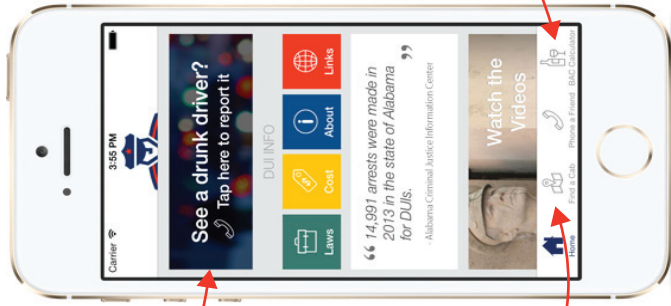 Carrier 3:55 PM
See a drunk driver?
Tap here to report it
DUI INFO
Laws Cost About Links
“ 14,991 arrests were made in
2013 in the state of Alabama
for DUIs. ”
- Alabama Criminal Justice Information Center
Watch the
Videos
Home Find a Cab Phone a Friend BAC Calculator